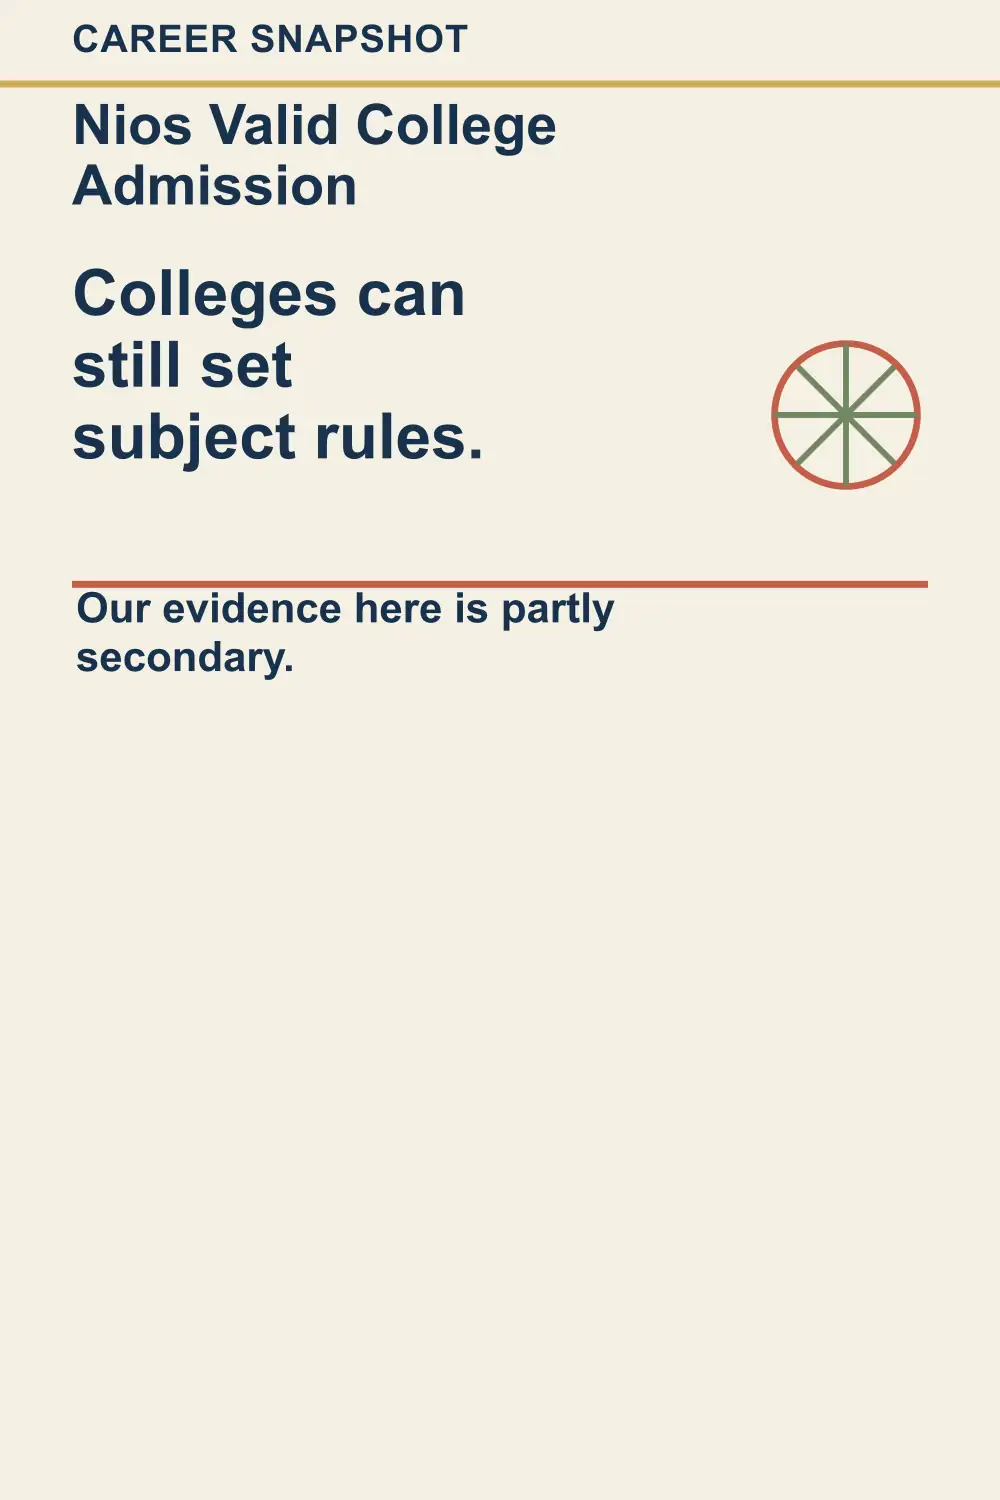 CAREER SNAPSHOT
Nios Valid College
Admission
Colleges can
still set
subject rules.
Our evidence here is partly
secondary.